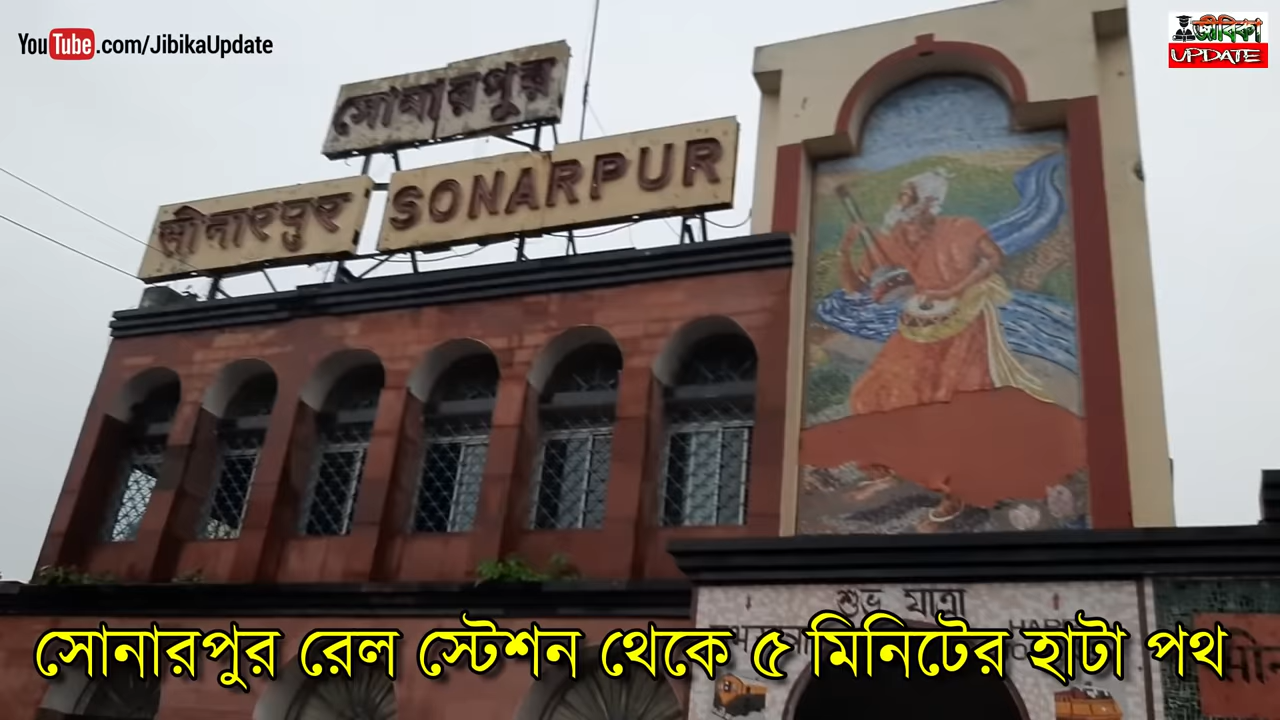 YouTube.com/JibikaUpdate
জীবিকা
UPDATE
সোনারপুর
सोनारपुर
SONARPUR
শুভ যাত্রা
সোনারপুর রেল স্টেশন থেকে ৫ মিনিটের হাটা পথ